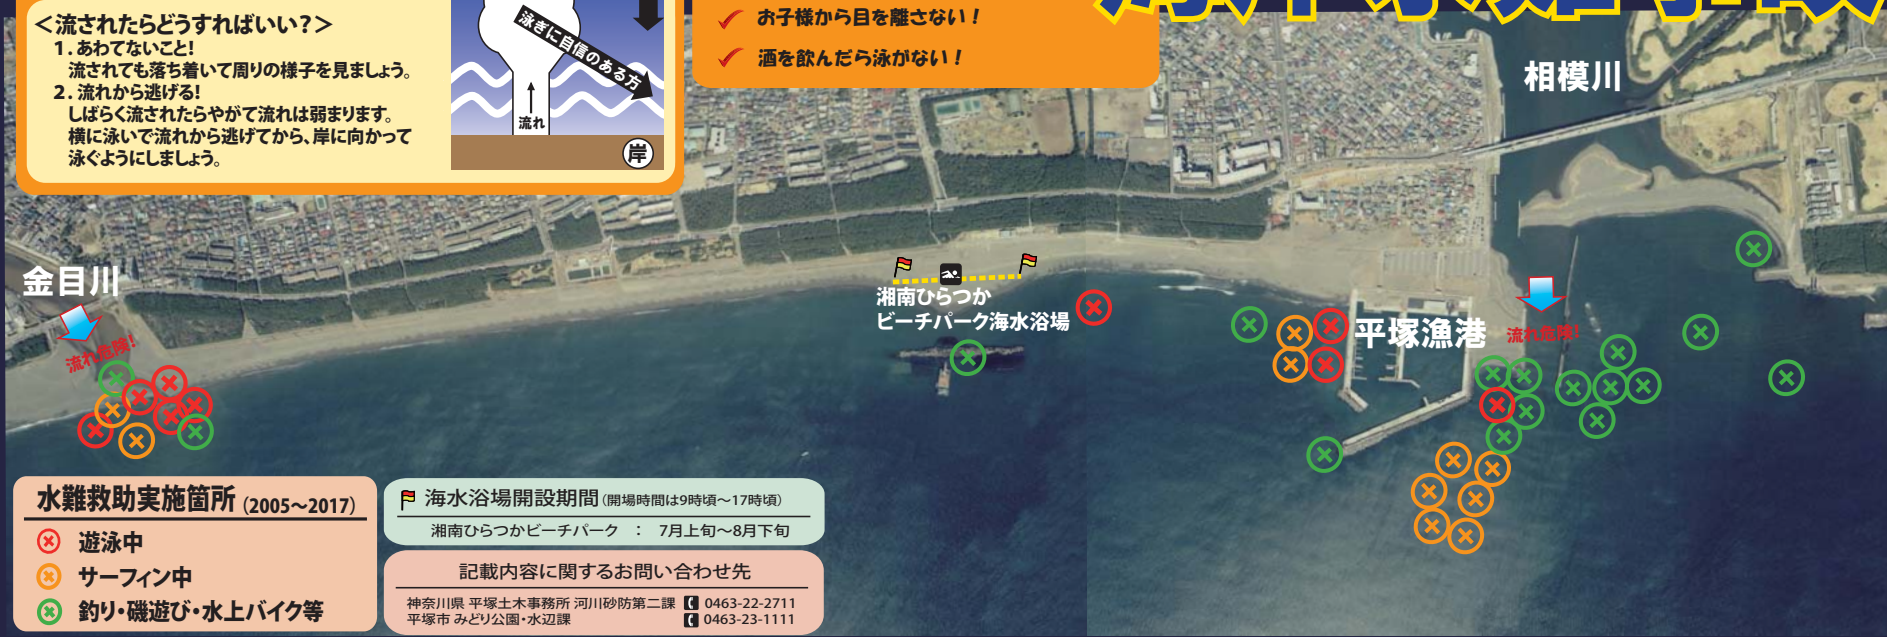 ＜流されたらどうすればいい？＞
1. あわてないこと！
流されても落ち着いて周りの様子を見ましょう。
2. 流れから逃げる！
しばらく流されたらやがて流れは弱まります。
横に泳いで流れから逃げてから、岸に向かって
泳ぐようにしましょう。
泳ぎに自信のある方
流れ
岸
お子様から目を離さない！
酒を飲んだら泳がない！
相模川
金目川
流れ危険！
湘南ひらつか
ビーチパーク海水浴場
平塚漁港
流れ危険！
水難救助実施箇所（2005～2017）
遊泳中
サーフィン中
釣り・磯遊び・水上バイク等
海水浴場開設期間（開場時間は9時頃～17時頃）
湘南ひらつかビーチパーク ： 7月上旬～8月下旬
記載内容に関するお問い合わせ先
神奈川県 平塚土木事務所 河川砂防第二課 0463-22-2711
平塚市 みどり公園・水辺課 0463-23-1111